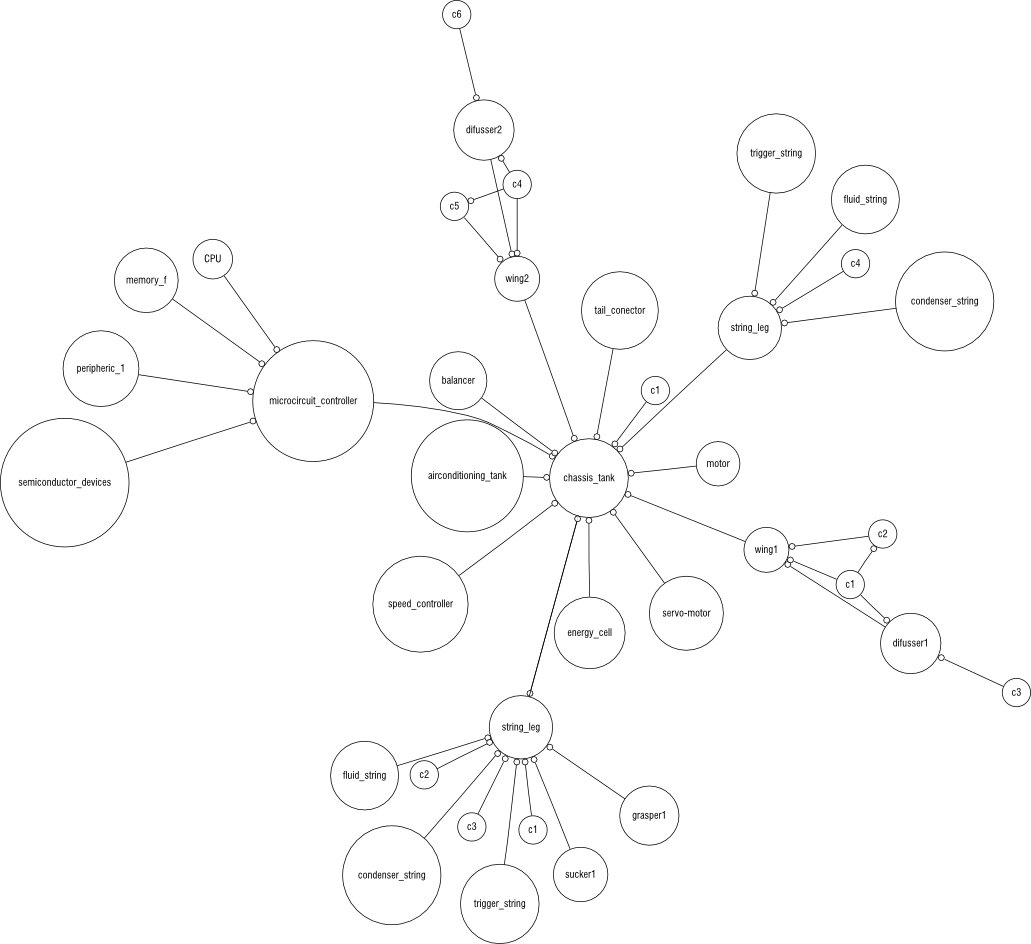 c6
difusser2
trigger_string
c4
fluid_string
c5
CPU
c4
memory_f
wing2
condenser_string
tail_conector
string_leg
peripheric_1
balancer
c1
microcircuit_controller
motor
airconditioning_tank
chassis_tank
semiconductor_devices
c2
wing1
c1
speed_controller
servo-motor
energy_cell
difusser1
c3
string_leg
fluid_string
c2
grasper1
c3
c1
condenser_string
sucker1
trigger_string